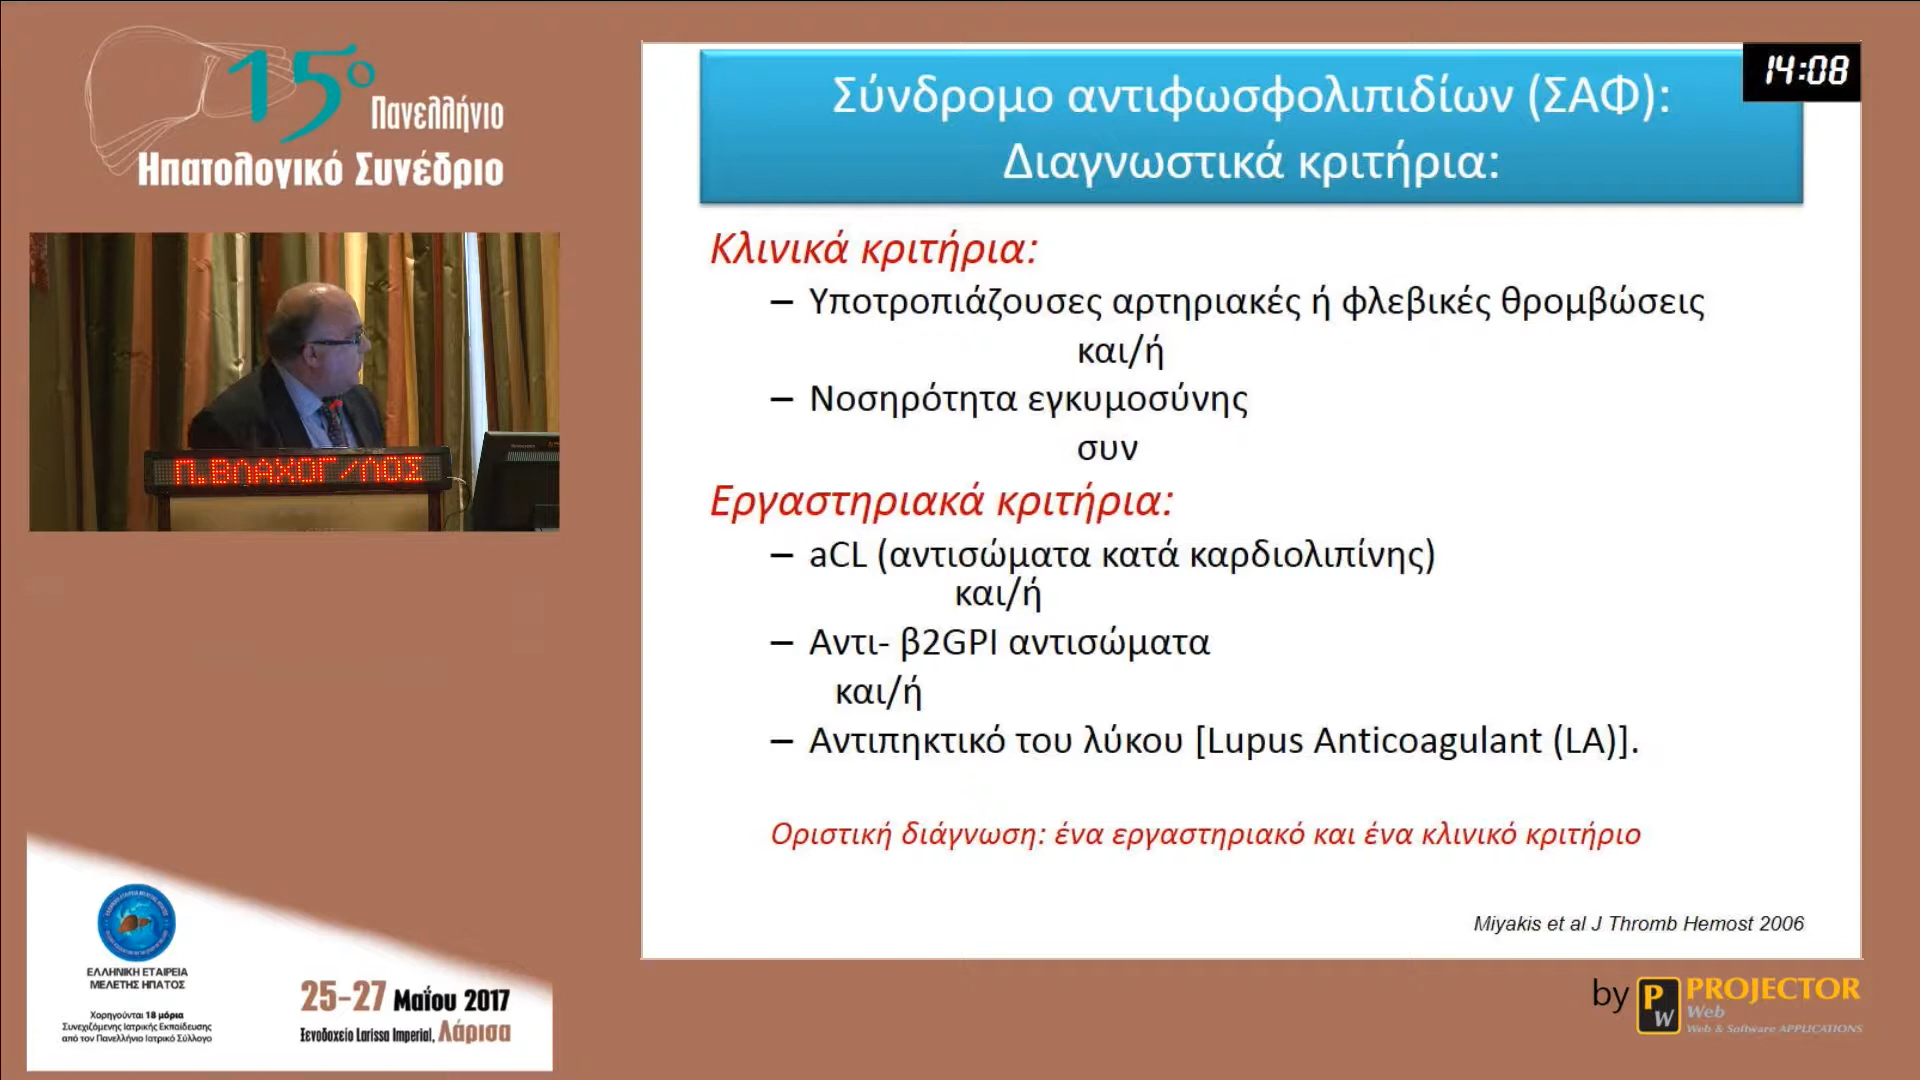 15ο
Πανελλήνιο
Ηπατολογικό Συνέδριο
Π.ΒΛΑΧΟΓ/ΛΟΣ
ΕΛΛΗΝΙΚΗ ΕΤΑΙΡΕΙΑ
ΜΕΛΕΤΗΣ ΗΠΑΤΟΣ
Χορηγούνται 18 μόρια
Συνεχιζόμενης Ιατρικής Εκπαίδευσης
από τον Πανελλήνιο Ιατρικό Σύλλογο
25-27 Μαΐου 2017
Ξενοδοχείο Larissa Imperial, Λάρισα
14:08
Σύνδρομο αντιφωσφολιπιδίων (ΣΑΦ):
Διαγνωστικά κριτήρια:
Κλινικά κριτήρια:
– Υποτροπιάζουσες αρτηριακές ή φλεβικές θρομβώσεις
και/ή
– Νοσηρότητα εγκυμοσύνης
συν
Εργαστηριακά κριτήρια:
– aCL (αντισώματα κατά καρδιολιπίνης)
και/ή
– Αντι- β2GPI αντισώματα
και/ή
– Αντιπηκτικό του λύκου [Lupus Anticoagulant (LA)].
Οριστική διάγνωση: ένα εργαστηριακό και ένα κλινικό κριτήριο
Miyakis et al J Thromb Hemost 2006
by PW PROJECTOR
Web
Web & Software APPLICATIONS